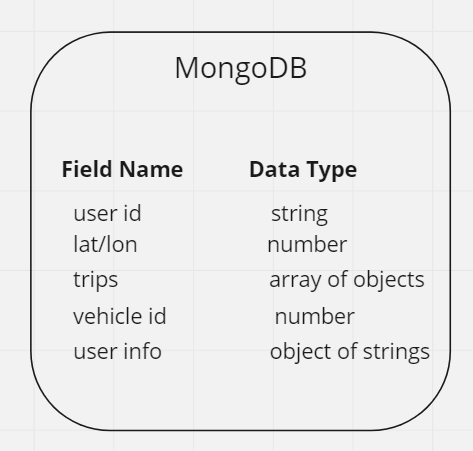 MongoDB
Field Name Data Type
user id string
lat/lon number
trips array of objects
vehicle id number
user info object of strings